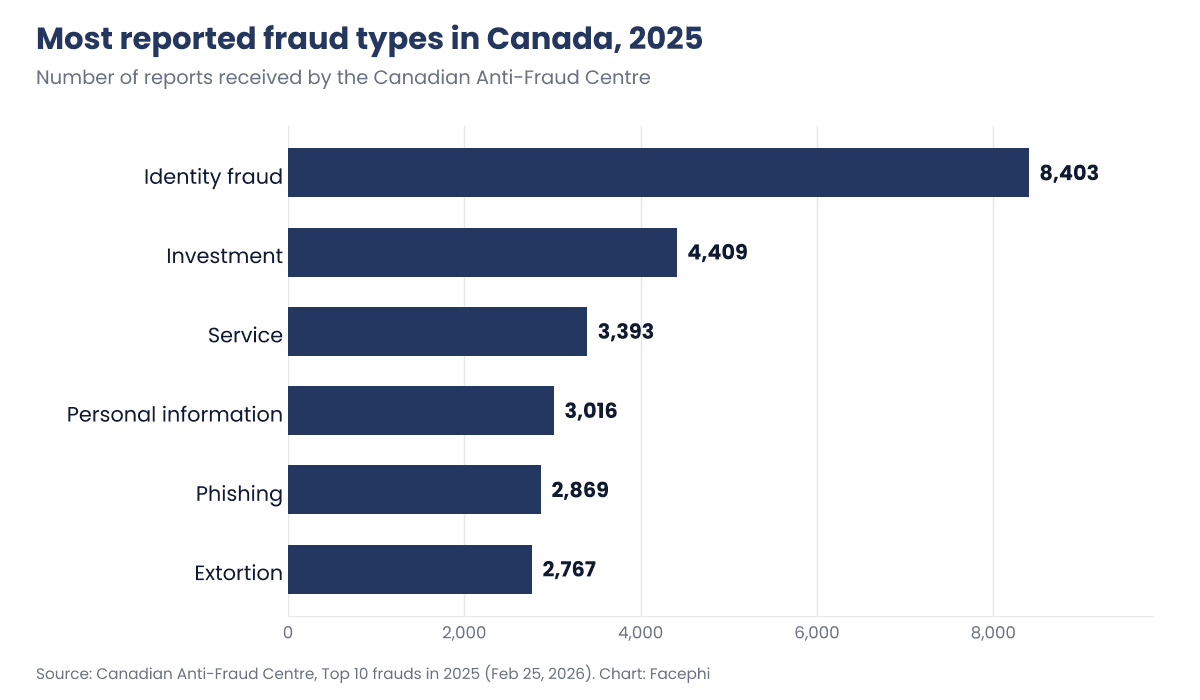 Most reported fraud types in Canada, 2025
Number of reports received by the Canadian Anti-Fraud Centre
Identity fraud 8,403
Investment 4,409
Service 3,393
Personal information 3,016
Phishing 2,869
Extortion 2,767
0 2,000 4,000 6,000 8,000
Source: Canadian Anti-Fraud Centre, Top 10 frauds in 2025 (Feb 25, 2026). Chart: Facephi